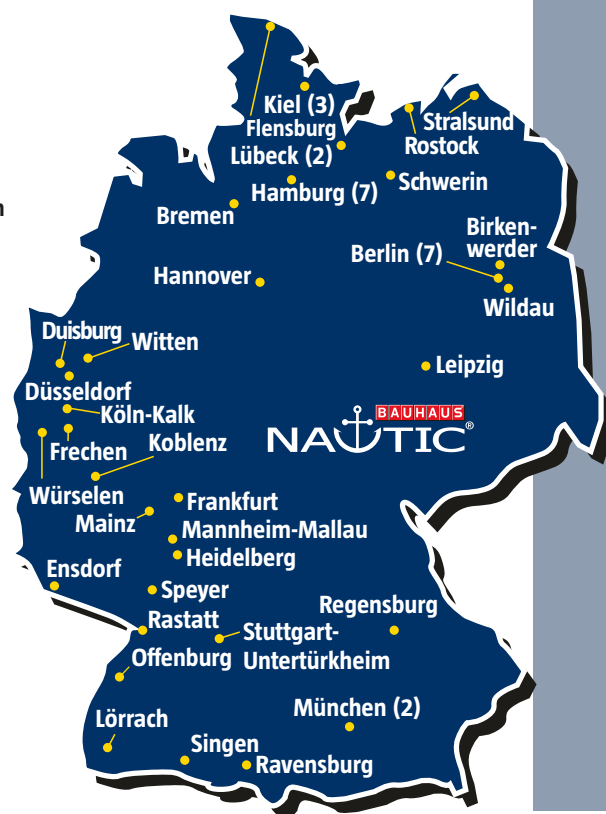 Kiel (3)
Flensburg
Stralsund
Rostock
Lübeck (2)
Schwerin
Hamburg (7)
n
Bremen
Birken-
werder
Berlin (7)
Hannover
Wildau
Duisburg
Witten
Leipzig
Düsseldorf
Köln-Kalk
BAUHAUS
NAUTIC®
Frechen
Koblenz
Würselen
Frankfurt
Mainz
Mannheim-Mallau
Heidelberg
Ensdorf
Speyer
Regensburg
Rastatt
Stuttgart-
Untertürkheim
Offenburg
München (2)
Lörrach
Singen
Ravensburg